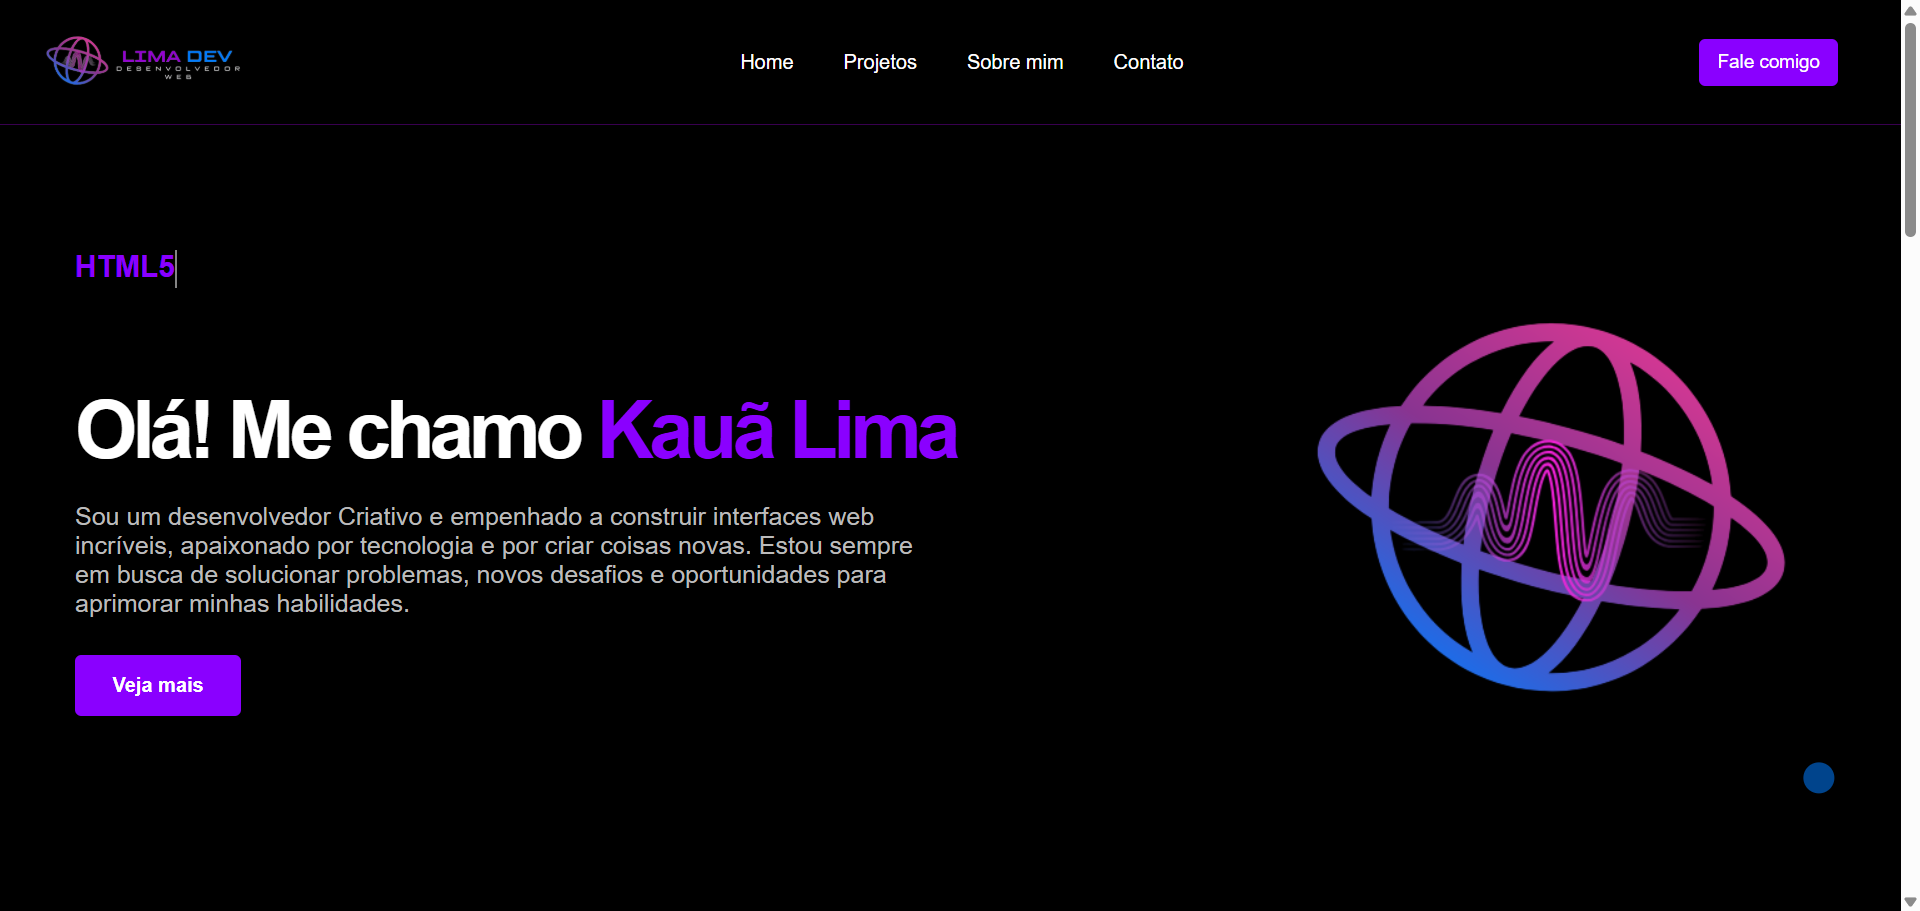 LIMA DEV
DESENVOLVEDOR
WEB
Home
Projetos
Sobre mim
Contato
Fale comigo
HTML5
Olá! Me chamo Kauã Lima
Sou um desenvolvedor Criativo e empenhado a construir interfaces web
incríveis, apaixonado por tecnologia e por criar coisas novas. Estou sempre
em busca de solucionar problemas, novos desafios e oportunidades para
aprimorar minhas habilidades.
Veja mais